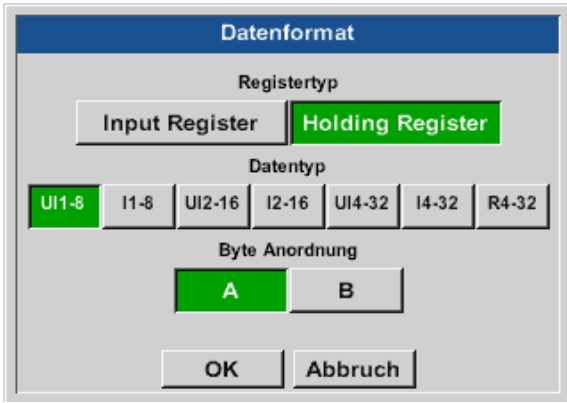 Datenformat
Registertyp
Input Register Holding Register
Datentyp
UI1-8 I1-8 UI2-16 I2-16 UI4-32 I4-32 R4-32
Byte Anordnung
A B
OK Abbruch